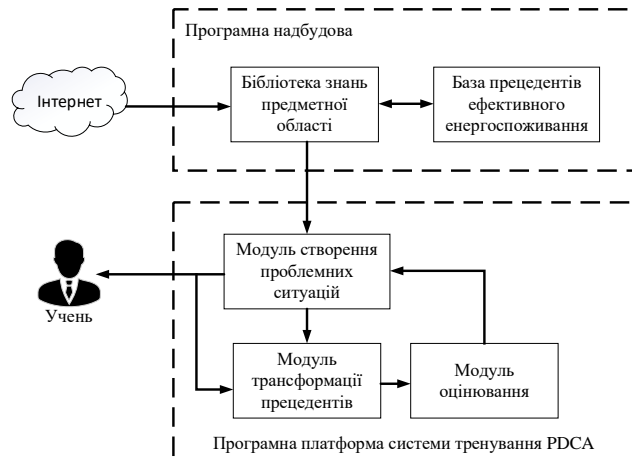 Програмна надбудова
Інтернет
Бібліотека знань
предметної
області
База прецедентів
ефективного
енергоспоживання
Модуль створення
проблемних
ситуацій
Учень
Модуль
трансформації
прецедентів
Модуль
оцінювання
Програмна платформа системи тренування PDCA